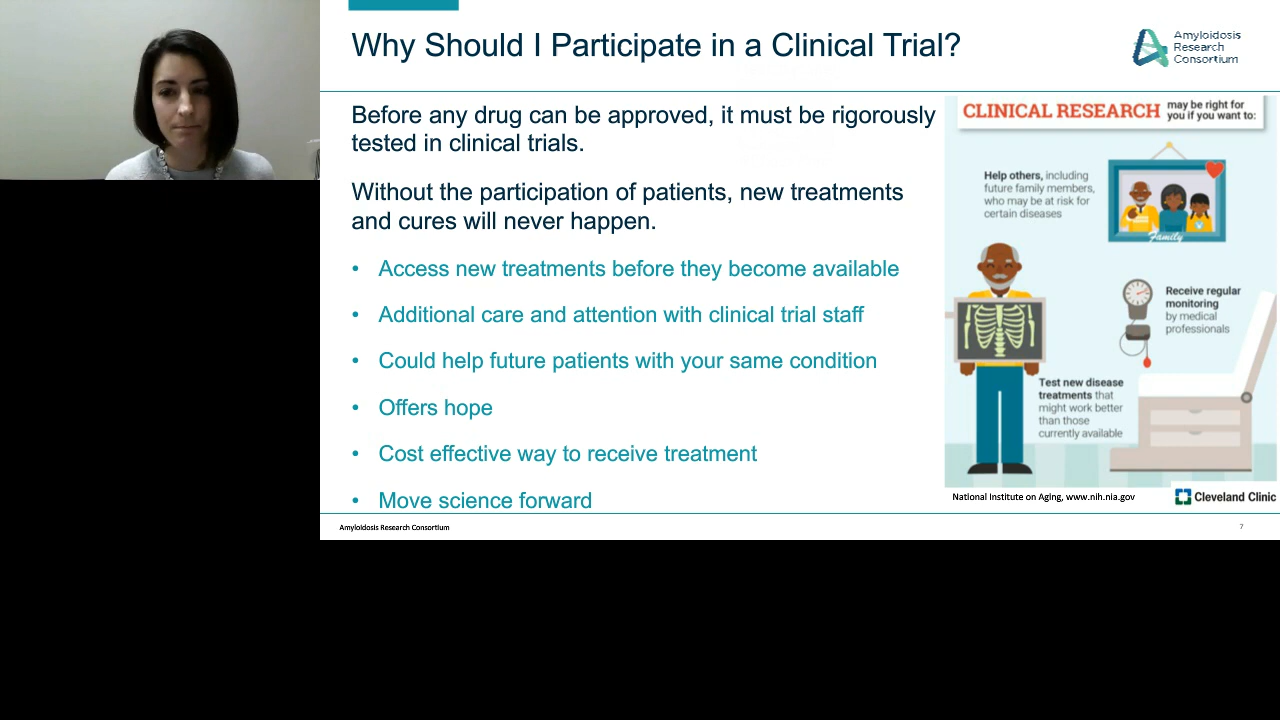 Why Should I Participate in a Clinical Trial?
Amyloidosis
Research
Consortium
Before any drug can be approved, it must be rigorously
tested in clinical trials.
Without the participation of patients, new treatments
and cures will never happen.
• Access new treatments before they become available
• Additional care and attention with clinical trial staff
• Could help future patients with your same condition
• Offers hope
• Cost effective way to receive treatment
• Move science forward
CLINICAL RESEARCH may be right for
you if you want to:
Help others, including
future family members,
who may be at risk for
certain diseases
Family
Receive regular
monitoring
by medical
professionals
Test new disease
treatments that
might work better
than those
currently available
National Institute on Aging, www.nih.nia.gov
Cleveland Clinic
Amyloidosis Research Consortium
7